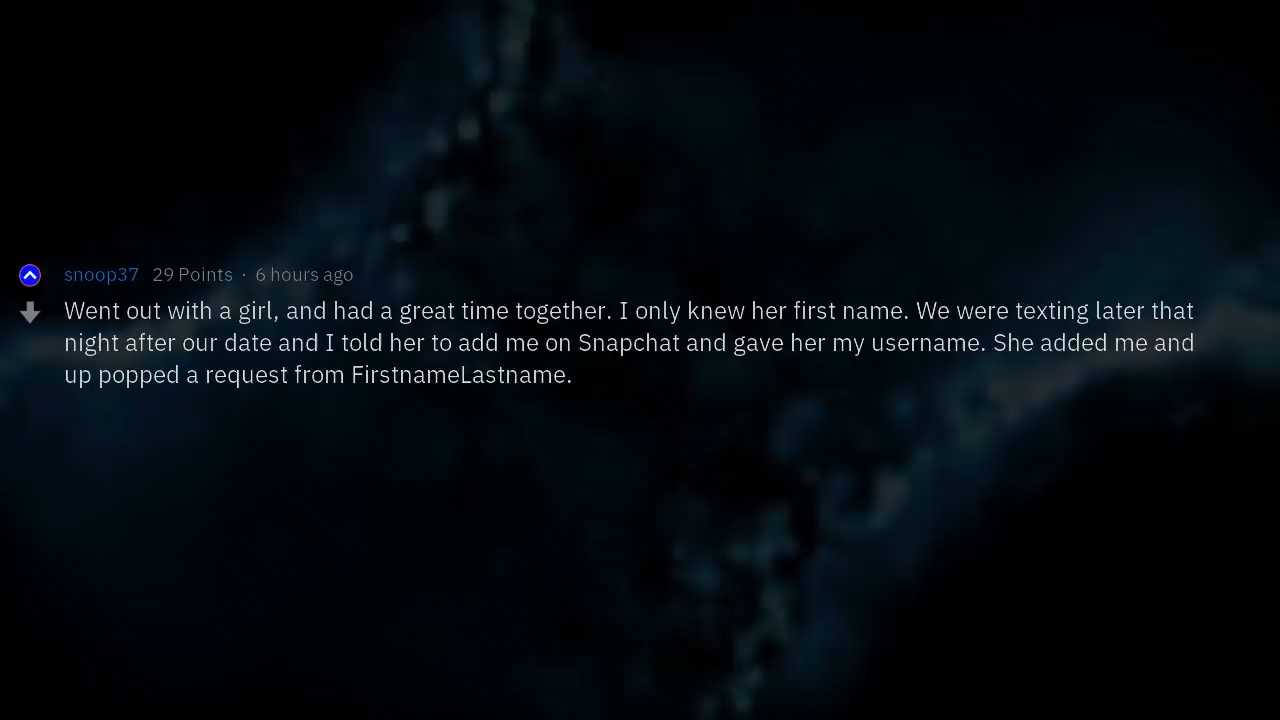 snoop37 29 Points · 6 hours ago
Went out with a girl, and had a great time together. I only knew her first name. We were texting later that
night after our date and I told her to add me on Snapchat and gave her my username. She added me and
up popped a request from FirstnameLastname.